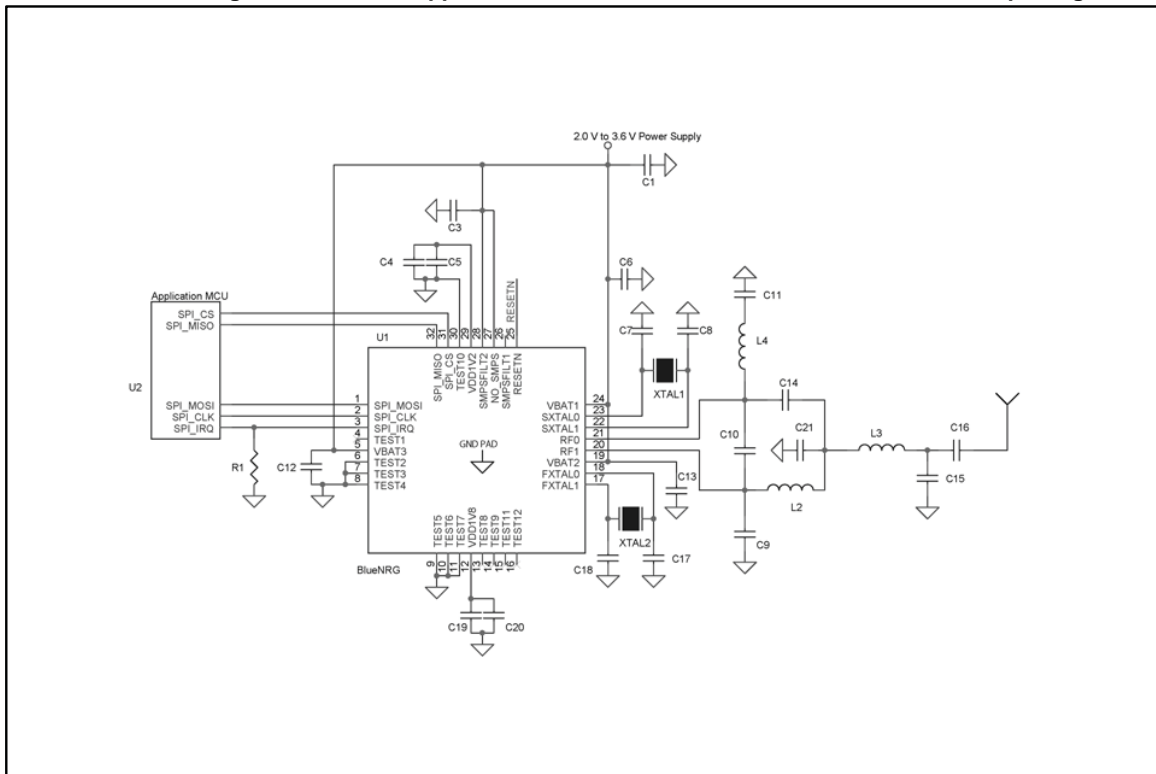 2.0 V to 3.6 V Power Supply
C1
C3
C4
C5
C6
C11
Application MCU
SPI_CS
SPI_MISO
RESETN
U1
32
31
30
29
28
27
26
25
C7
C8
L4
SPI_MISO
SPI_CS
TEST10
VDD1V2
SMPSFILT2
NO_SMPS
SMPSFILT1
RESETN
XTAL1
C14
U2
SPI_MOSI
SPI_CLK
SPI_IRQ
1
2
3
4
5
6
7
8
SPI_MOSI
SPI_CLK
SPI_IRQ
TEST1
VBAT3
TEST2
TEST3
TEST4
GND PAD
VBAT1
SXTAL0
SXTAL1
RF0
RF1
VBAT2
FXTAL0
FXTAL1
24
23
22
21
20
19
18
17
C10
C21
L3
C16
R1
C12
C13
L2
C15
TEST5
TEST6
TEST7
VDD1V8
TEST8
TEST9
TEST11
TEST12
XTAL2
C9
BlueNRG
9
10
11
12
13
14
15
16
C18
C17
C19
C20